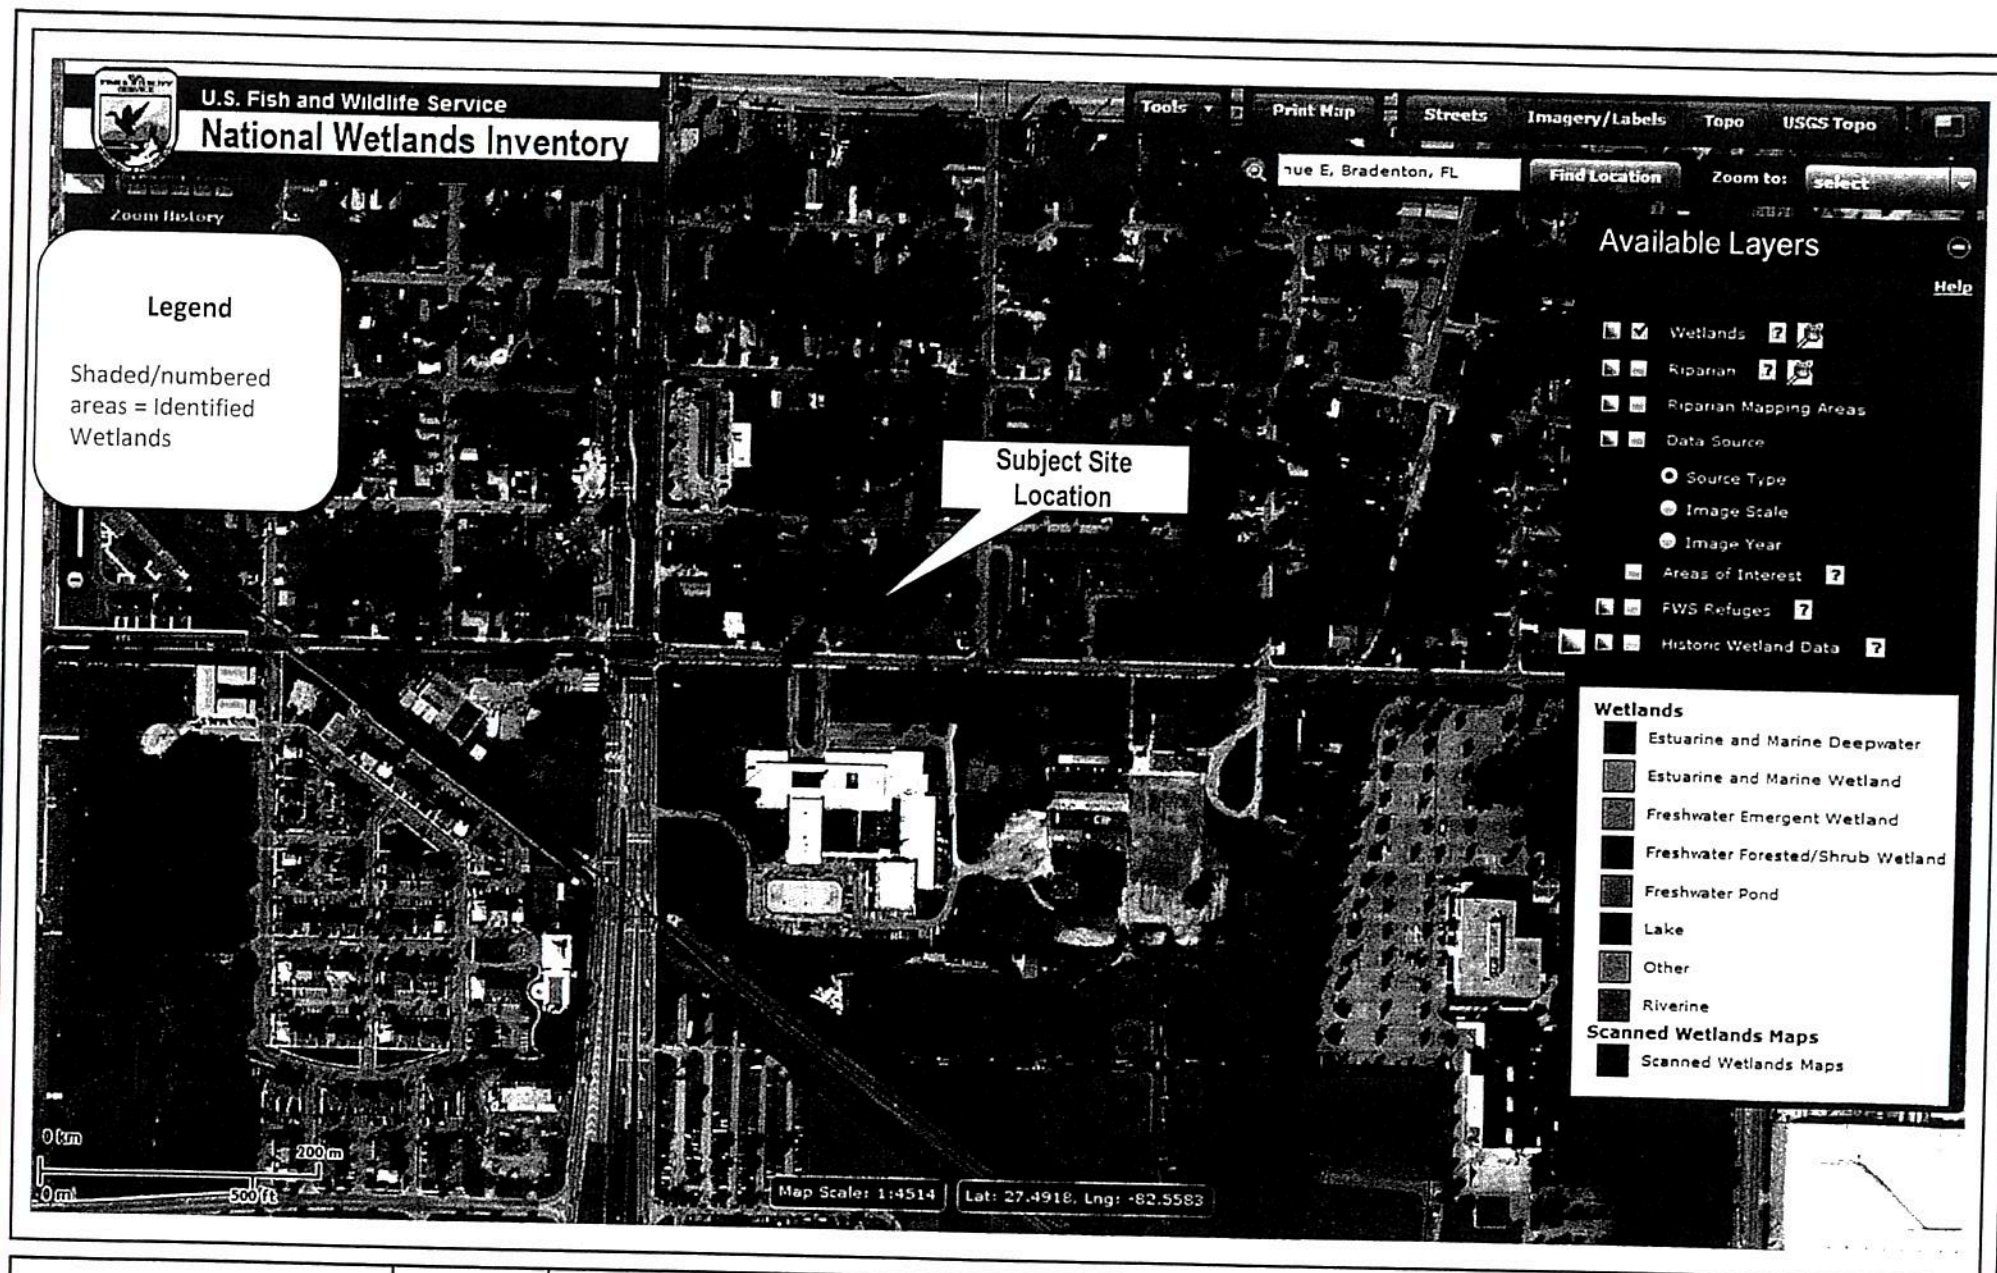 FISH & WILDLIFE
SERVICE
U.S. Fish and Wildlife Service
National Wetlands Inventory
Tools
Print Map
Streets
Imagery/Labels
Topo
USGS Topo
nue E, Bradenton, FL
Find Location
Zoom to:
select
Zoom History
Legend
Shaded/numbered
areas = Identified
Wetlands
Subject Site
Location
Available Layers
Help
Wetlands ?
Riparian ?
Riparian Mapping Areas
Data Source
Source Type
Image Scale
Image Year
Areas of Interest ?
FWS Refuges ?
Historic Wetland Data ?
Wetlands
Estuarine and Marine Deepwater
Estuarine and Marine Wetland
Freshwater Emergent Wetland
Freshwater Forested/Shrub Wetland
Freshwater Pond
Lake
Other
Riverine
Scanned Wetlands Maps
Scanned Wetlands Maps
0 km
200 m
0 mi
500 ft
Map Scale: 1:4514
Lat: 27.4918, Lng: -82.5583